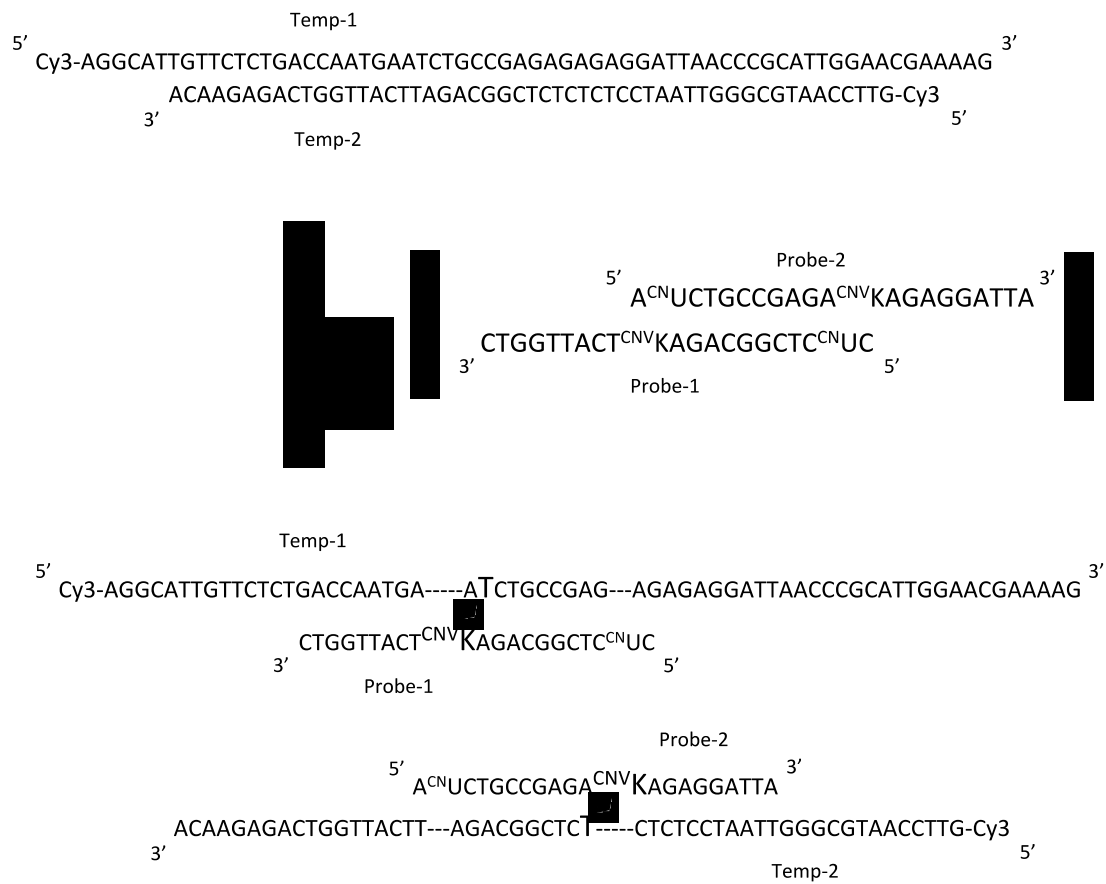 Temp-1
5’ Cy3-AGGCATTGTTCTCTGACCAATGAATCTGCCGAGAGAGAGGATTAACCCGCATTGGAACGAAAAG 3’
3’ ACAAGAGACTGGTTACTTAGACGGCTCTCTCTCCTAATTGGGCGTAACCTTG-Cy3 5’
Temp-2
Probe-2
5’ ACNUCTGCCGAGACNVKAGAGGATTA 3’
3’ CTGGTTACTCNVKAGACGGCTCCNUC 5’
Probe-1
Temp-1
5’ Cy3-AGGCATTGTTCTCTGACCAATGA-----ATCTGCCGAG---AGAGAGGATTAACCCGCATTGGAACGAAAAG 3’
3’ CTGGTTACTCNVKAGACGGCTCCNUC 5’
Probe-1
Probe-2
5’ ACNUCTGCCGAGACNVKAGAGGATTA 3’
3’ ACAAGAGACTGGTTACTT---AGACGGCTCT-----CTCTCCTAATTGGGCGTAACCTTG-Cy3 5’
Temp-2